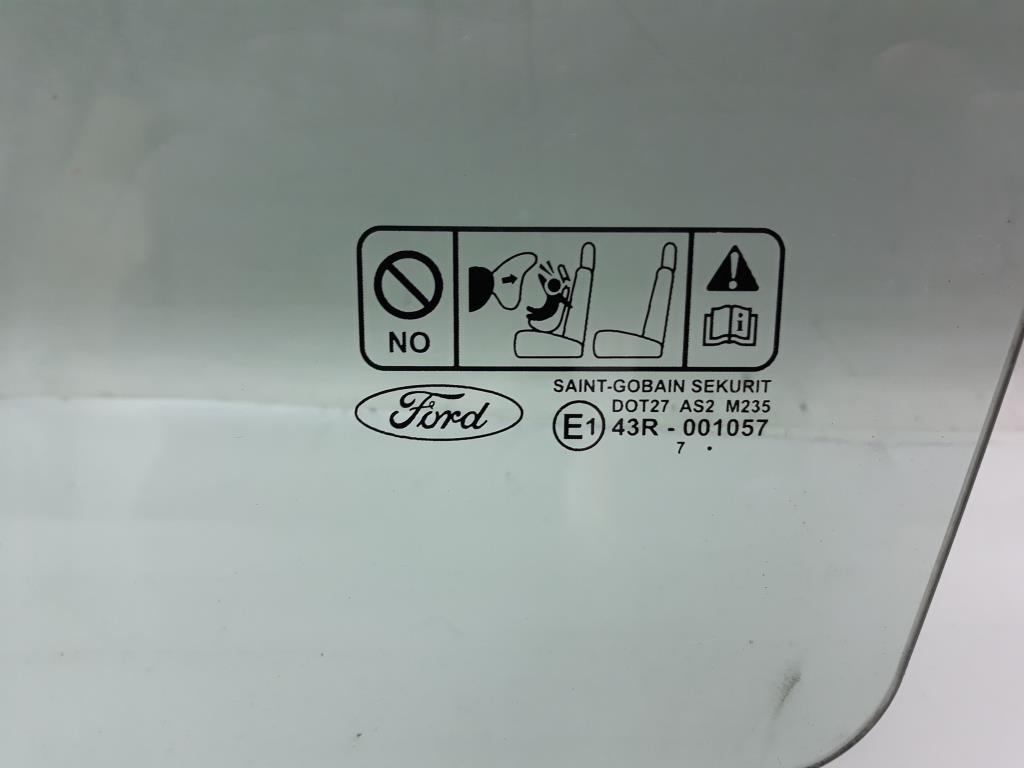 NO
Ford
SAINT-GOBAIN SEKURIT
DOT27 AS2 M235
E1 43R - 001057
7 .